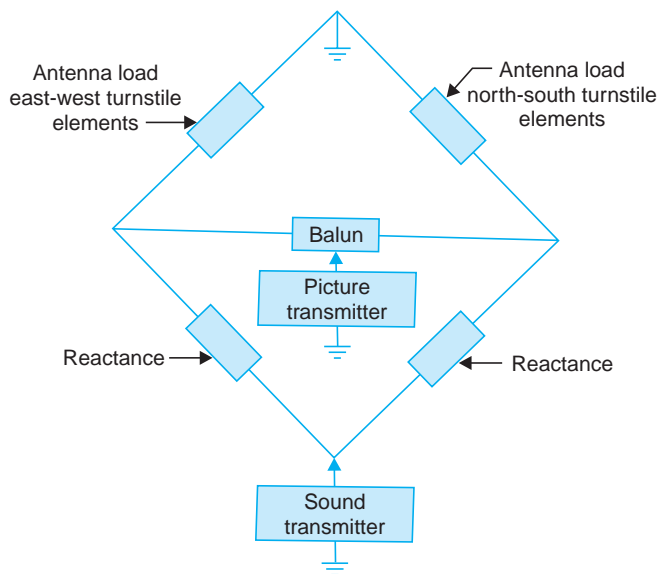 Antenna load
east-west turnstile
elements
Antenna load
north-south turnstile
elements
Balun
Picture
transmitter
Reactance
Reactance
Sound
transmitter